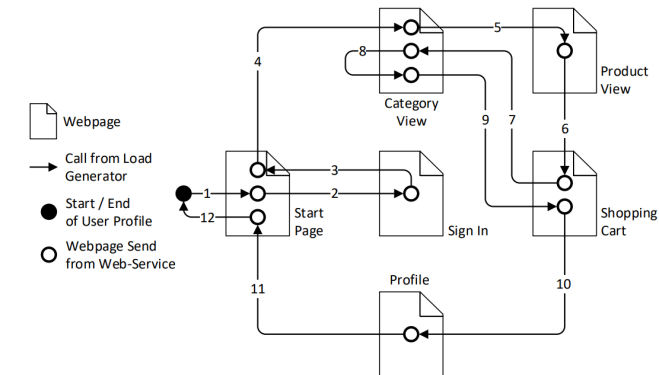 Webpage
Call from Load
Generator
Start / End
of User Profile
Webpage Send
from Web-Service
4
5
8
Category
View
Product
View
9
7
6
1
3
2
12
Start
Page
Sign In
Shopping
Cart
11
Profile
10